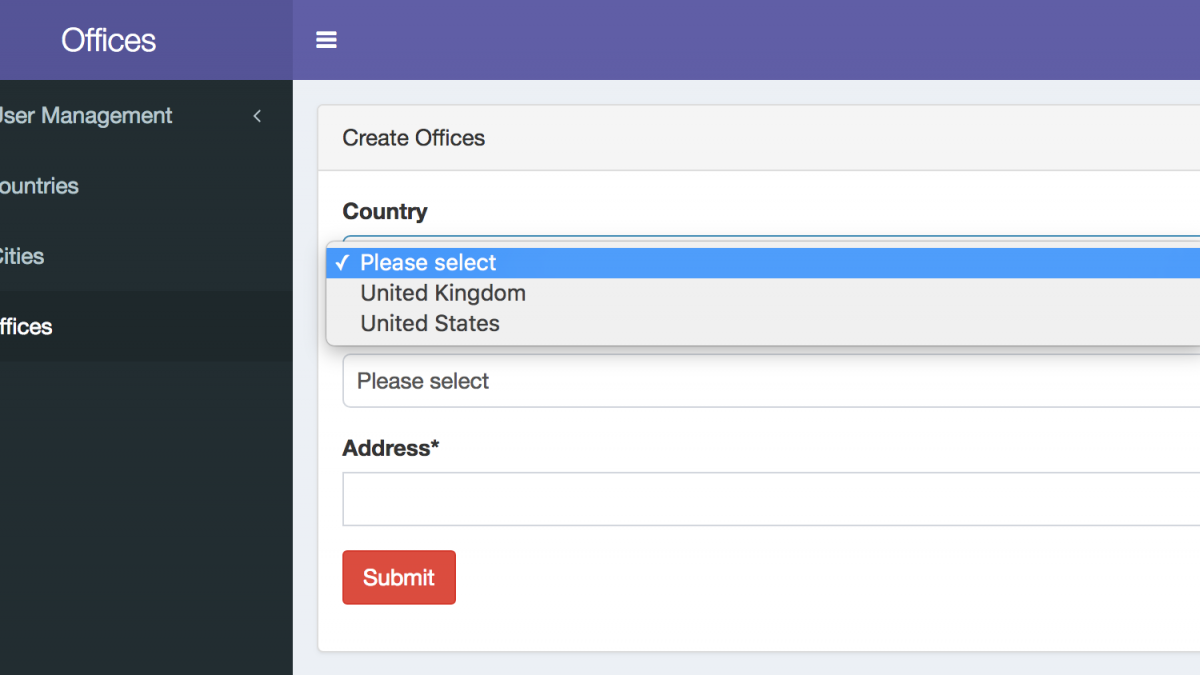 Offices
User Management
ountries
Cities
ffices
Create Offices
Country
Please select
United Kingdom
United States
Please select
Address*
Submit